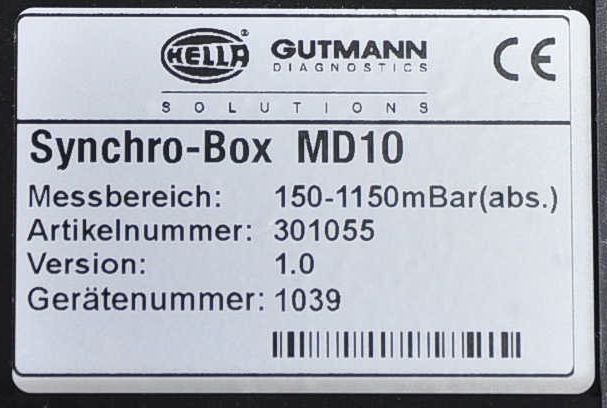 HELLA® GUTMANN CE
DIAGNOSTICS
SOLUTIONS
Synchro-Box MD10
Messbereich: 150-1150mBar(abs.)
Artikelnummer: 301055
Version: 1.0
Gerätenummer: 1039